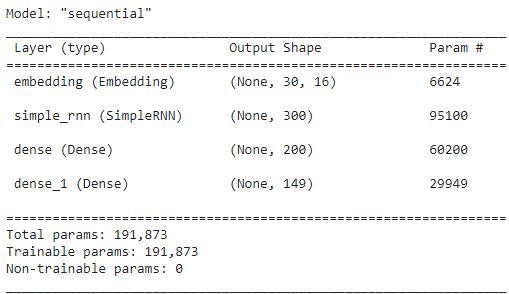 Model: "sequential"
Layer (type) Output Shape Param #
embedding (Embedding) (None, 30, 16) 6624
simple_rnn (SimpleRNN) (None, 300) 95100
dense (Dense) (None, 200) 60200
dense_1 (Dense) (None, 149) 29949
Total params: 191,873
Trainable params: 191,873
Non-trainable params: 0